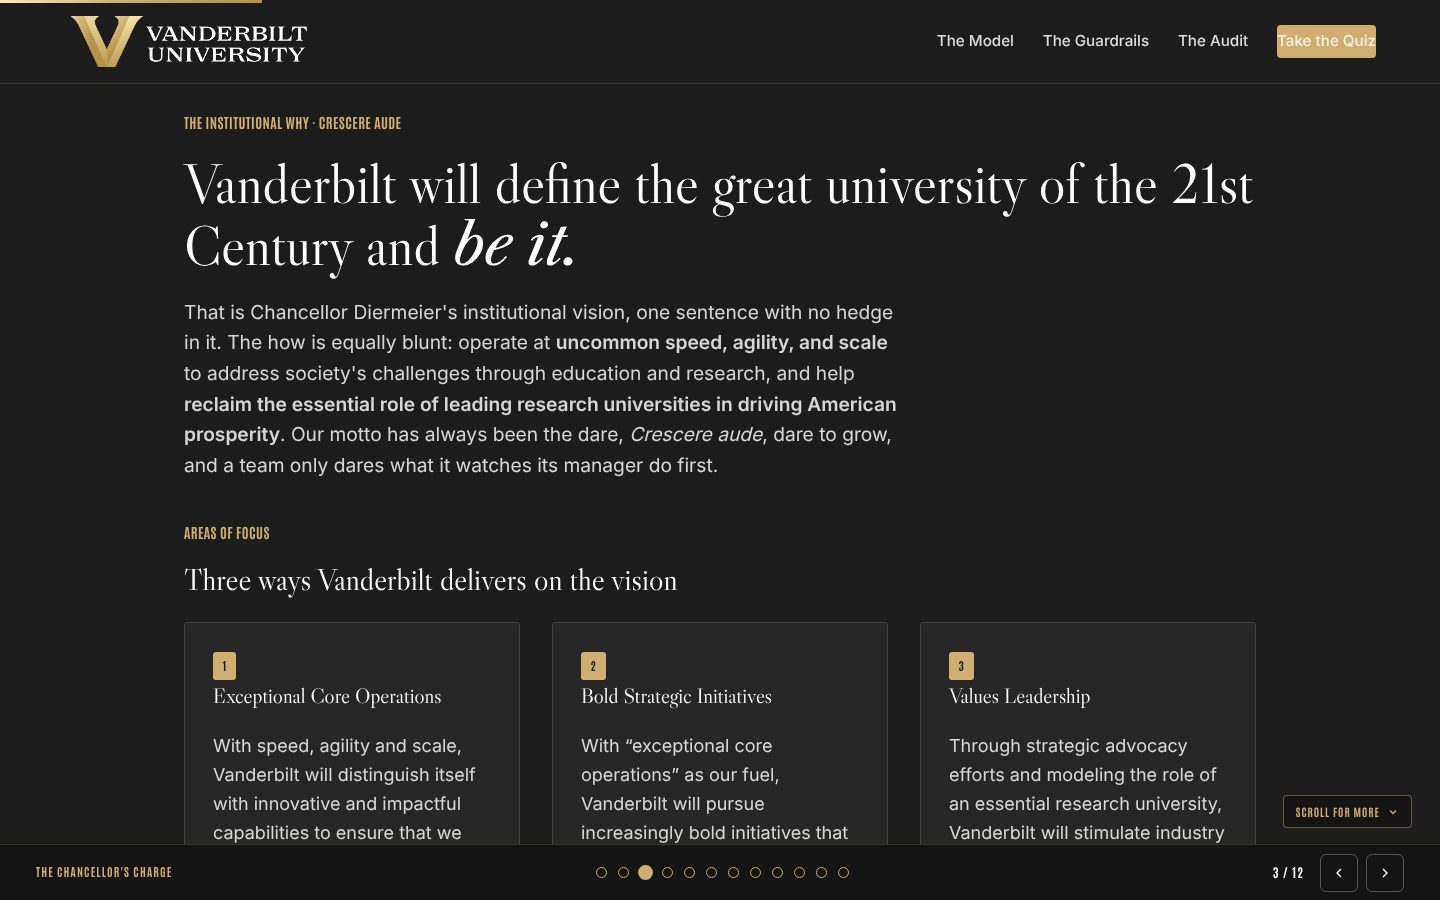 VANDERBILT
UNIVERSITY
The Model
The Guardrails
The Audit
Take the Quiz
THE INSTITUTIONAL WHY · CRESCERE AUDE
Vanderbilt will define the great university of the 21st
Century and be it.
That is Chancellor Diermeier's institutional vision, one sentence with no hedge
in it. The how is equally blunt: operate at uncommon speed, agility, and scale
to address society's challenges through education and research, and help
reclaim the essential role of leading research universities in driving American
prosperity. Our motto has always been the dare, Crescere aude, dare to grow,
and a team only dares what it watches its manager do first.
AREAS OF FOCUS
Three ways Vanderbilt delivers on the vision
1
Exceptional Core Operations
With speed, agility and scale,
Vanderbilt will distinguish itself
with innovative and impactful
capabilities to ensure that we
2
Bold Strategic Initiatives
With “exceptional core
operations” as our fuel,
Vanderbilt will pursue
increasingly bold initiatives that
3
Values Leadership
Through strategic advocacy
efforts and modeling the role of
an essential research university,
Vanderbilt will stimulate industry
SCROLL FOR MORE
THE CHANCELLOR'S CHARGE
3 / 12